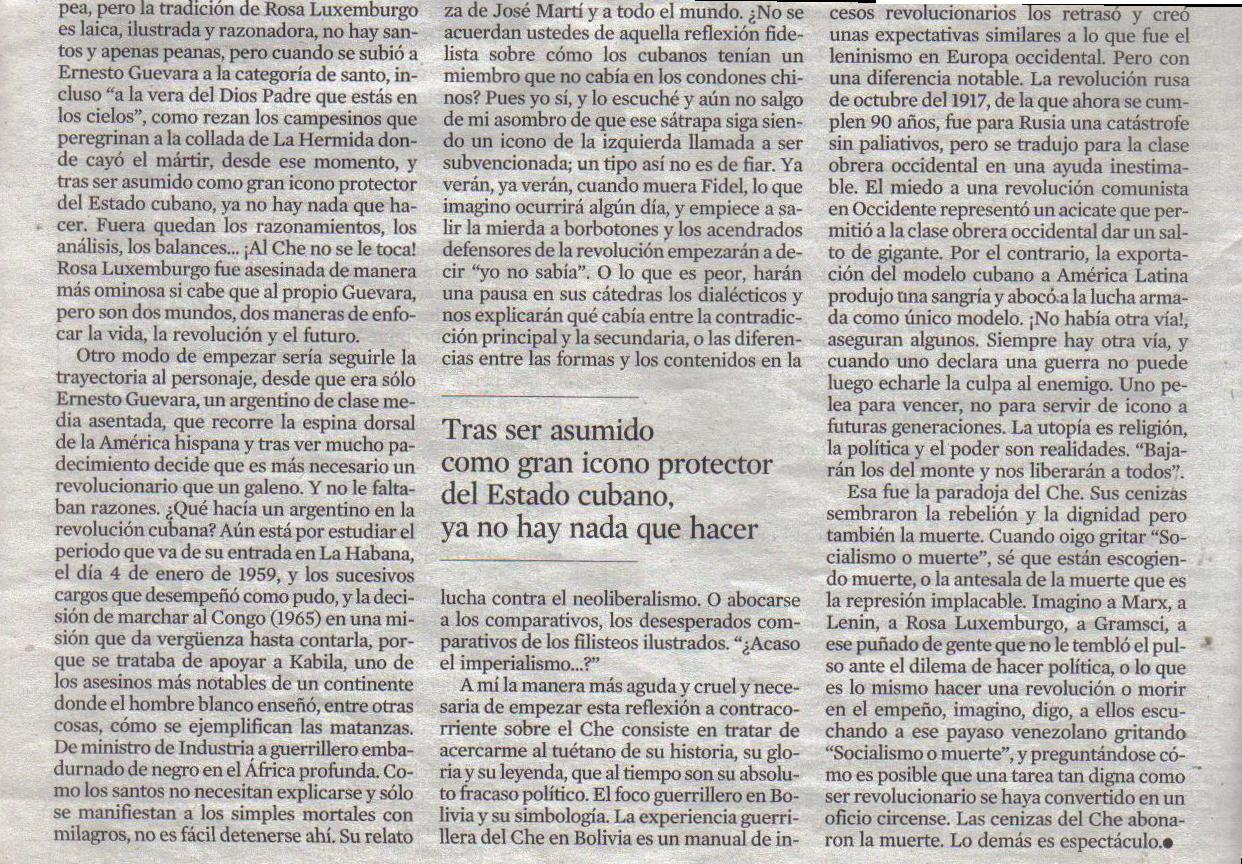 pea, pero la tradición de Rosa Luxemburgo
es laica, ilustrada y razonadora, no hay san-
tos y apenas peanas, pero cuando se subió a
Ernesto Guevara a la categoría de santo, in-
cluso “a la vera del Dios Padre que estás en
los cielos”, como rezan los campesinos que
peregrinan a la collada de La Hermida don-
de cayó el mártir, desde ese momento, y
tras ser asumido como gran icono protector
del Estado cubano, ya no hay nada que ha-
cer. Fuera quedan los razonamientos, los
análisis, los balances... ¡Al Che no se le toca!
Rosa Luxemburgo fue asesinada de manera
más ominosa si cabe que al propio Guevara,
pero son dos mundos, dos maneras de enfo-
car la vida, la revolución y el futuro.
Otro modo de empezar sería seguirle la
trayectoria al personaje, desde que era sólo
Ernesto Guevara, un argentino de clase me-
dia asentada, que recorre la espina dorsal
de la América hispana y tras ver mucho pa-
decimiento decide que es más necesario un
revolucionario que un galeno. Y no le falta-
ban razones. ¿Qué hacía un argentino en la
revolución cubana? Aún está por estudiar el
periodo que va de su entrada en La Habana,
el día 4 de enero de 1959, y los sucesivos
cargos que desempeñó como pudo, y la deci-
sión de marchar al Congo (1965) en una mi-
sión que da vergüenza hasta contarla, por-
que se trataba de apoyar a Kabila, uno de
los asesinos más notables de un continente
donde el hombre blanco enseñó, entre otras
cosas, cómo se ejemplifican las matanzas.
De ministro de Industria a guerrillero emba-
durnado de negro en el África profunda. Co-
mo los santos no necesitan explicarse y sólo
se manifiestan a los simples mortales con
milagros, no es fácil detenerse ahí. Su relato
za de José Martí y a todo el mundo. ¿No se
acuerdan ustedes de aquella reflexión fide-
lista sobre cómo los cubanos tenían un
miembro que no cabía en los condones chi-
nos? Pues yo sí, y lo escuché y aún no salgo
de mi asombro de que ese sátrapa siga sien-
do un icono de la izquierda llamada a ser
subvencionada; un tipo así no es de fiar. Ya
verán, ya verán, cuando muera Fidel, lo que
imagino ocurrirá algún día, y empiece a sa-
lir la mierda a borbotones y los acendrados
defensores de la revolución empezarán a de-
cir “yo no sabía”. O lo que es peor, harán
una pausa en sus cátedras los dialécticos y
nos explicarán qué cabía entre la contradic-
ción principal y la secundaria, o las diferen-
cias entre las formas y los contenidos en la
Tras ser asumido
como gran icono protector
del Estado cubano,
ya no hay nada que hacer
lucha contra el neoliberalismo. O abocarse
a los comparativos, los desesperados com-
parativos de los filisteos ilustrados. “¿Acaso
el imperialismo...?”
A mí la manera más aguda y cruel y nece-
saria de empezar esta reflexión a contraco-
rriente sobre el Che consiste en tratar de
acercarme al tuétano de su historia, su glo-
ria y su leyenda, que al tiempo son su absolu-
to fracaso político. El foco guerrillero en Bo-
livia y su simbología. La experiencia guerri-
llera del Che en Bolivia es un manual de in-
cesos revolucionarios los retrasó y creó
unas expectativas similares a lo que fue el
leninismo en Europa occidental. Pero con
una diferencia notable. La revolución rusa
de octubre del 1917, de la que ahora se cum-
plen 90 años, fue para Rusia una catástrofe
sin paliativos, pero se tradujo para la clase
obrera occidental en una ayuda inestima-
ble. El miedo a una revolución comunista
en Occidente representó un acicate que per-
mitió a la clase obrera occidental dar un sal-
to de gigante. Por el contrario, la exporta-
ción del modelo cubano a América Latina
produjo una sangría y abocó a la lucha arma-
da como único modelo. ¡No había otra vía!,
aseguran algunos. Siempre hay otra vía, y
cuando uno declara una guerra no puede
luego echarle la culpa al enemigo. Uno pe-
lea para vencer, no para servir de icono a
futuras generaciones. La utopía es religión,
la política y el poder son realidades. “Baja-
rán los del monte y nos liberarán a todos”.
Esa fue la paradoja del Che. Sus cenizas
sembraron la rebelión y la dignidad pero
también la muerte. Cuando oigo gritar “So-
cialismo o muerte”, sé que están escogien-
do muerte, o la antesala de la muerte que es
la represión implacable. Imagino a Marx, a
Lenin, a Rosa Luxemburgo, a Gramsci, a
ese puñado de gente que no le tembló el pul-
so ante el dilema de hacer política, o lo que
es lo mismo hacer una revolución o morir
en el empeño, imagino, digo, a ellos escu-
chando a ese payaso venezolano gritando
“Socialismo o muerte”, y preguntándose có-
mo es posible que una tarea tan digna como
ser revolucionario se haya convertido en un
oficio circense. Las cenizas del Che abona-
ron la muerte. Lo demás es espectáculo.●